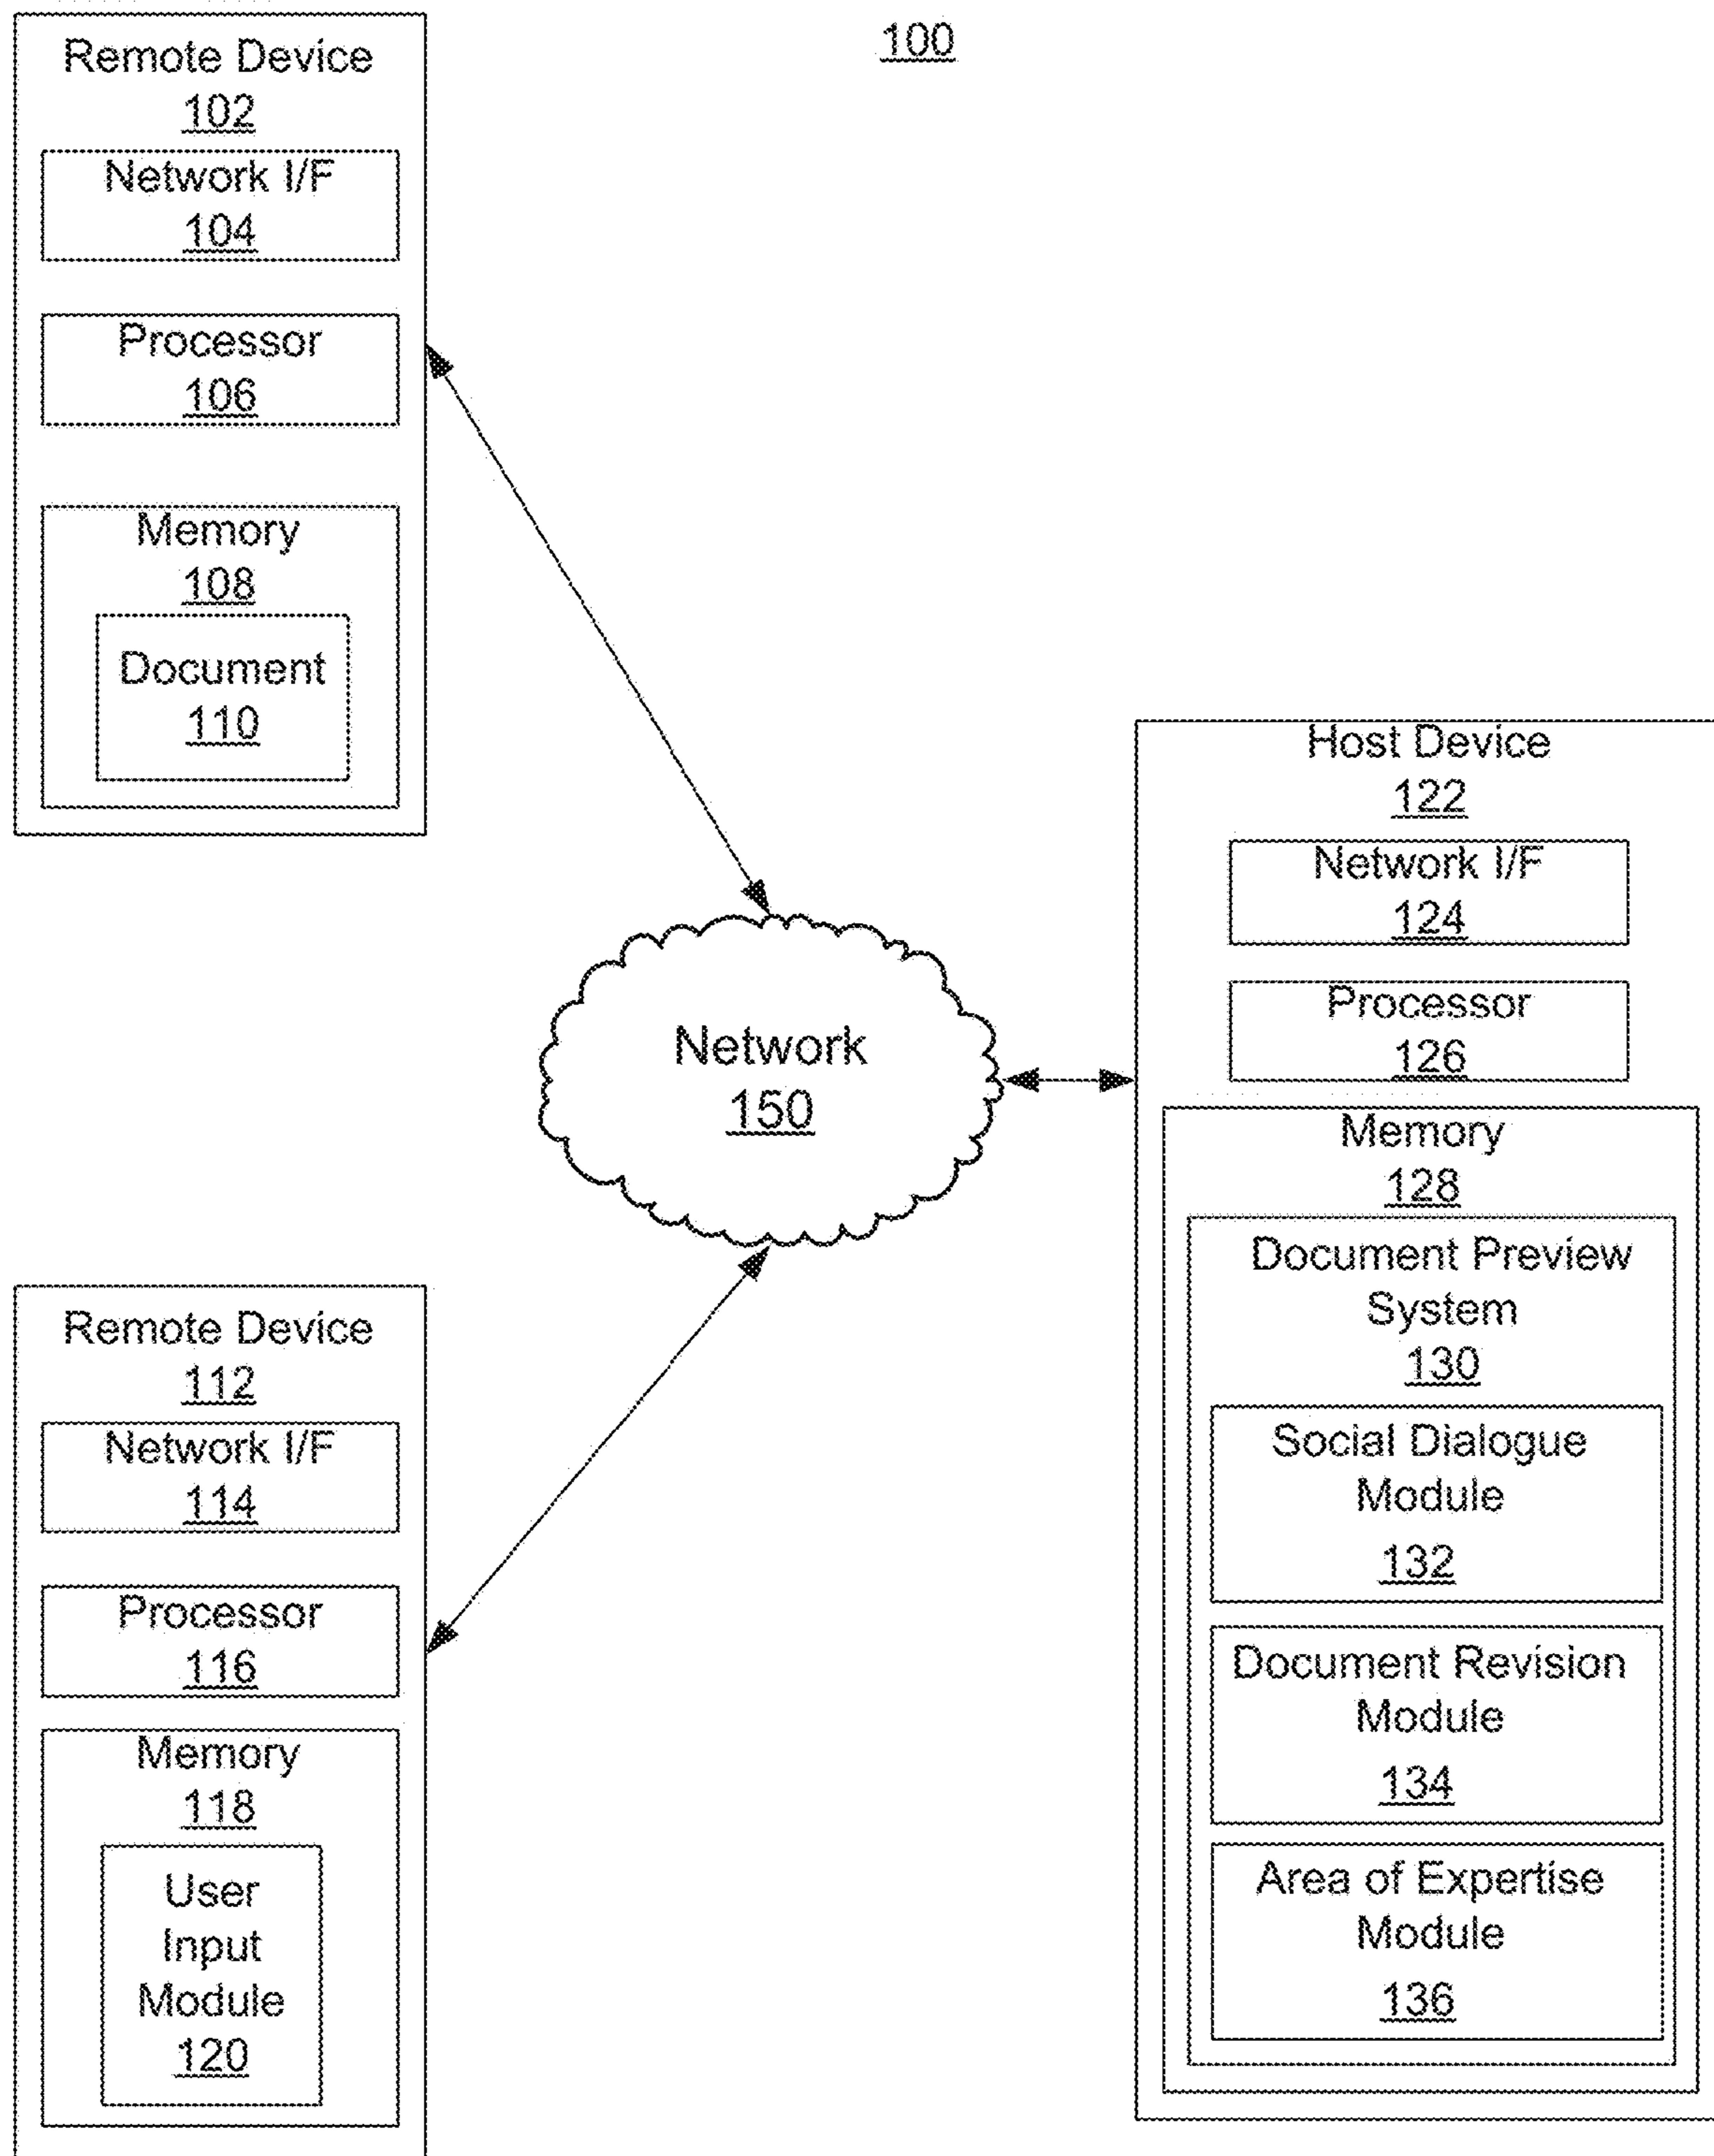 100
Remote Device
102
Network I/F
104
Processor
106
Memory
108
Document
110
Network
150
Remote Device
112
Network I/F
114
Processor
116
Memory
118
User
Input
Module
120
Host Device
122
Network I/F
124
Processor
126
Memory
128
Document Preview
System
130
Social Dialogue
Module
132
Document Revision
Module
134
Area of Expertise
Module
136